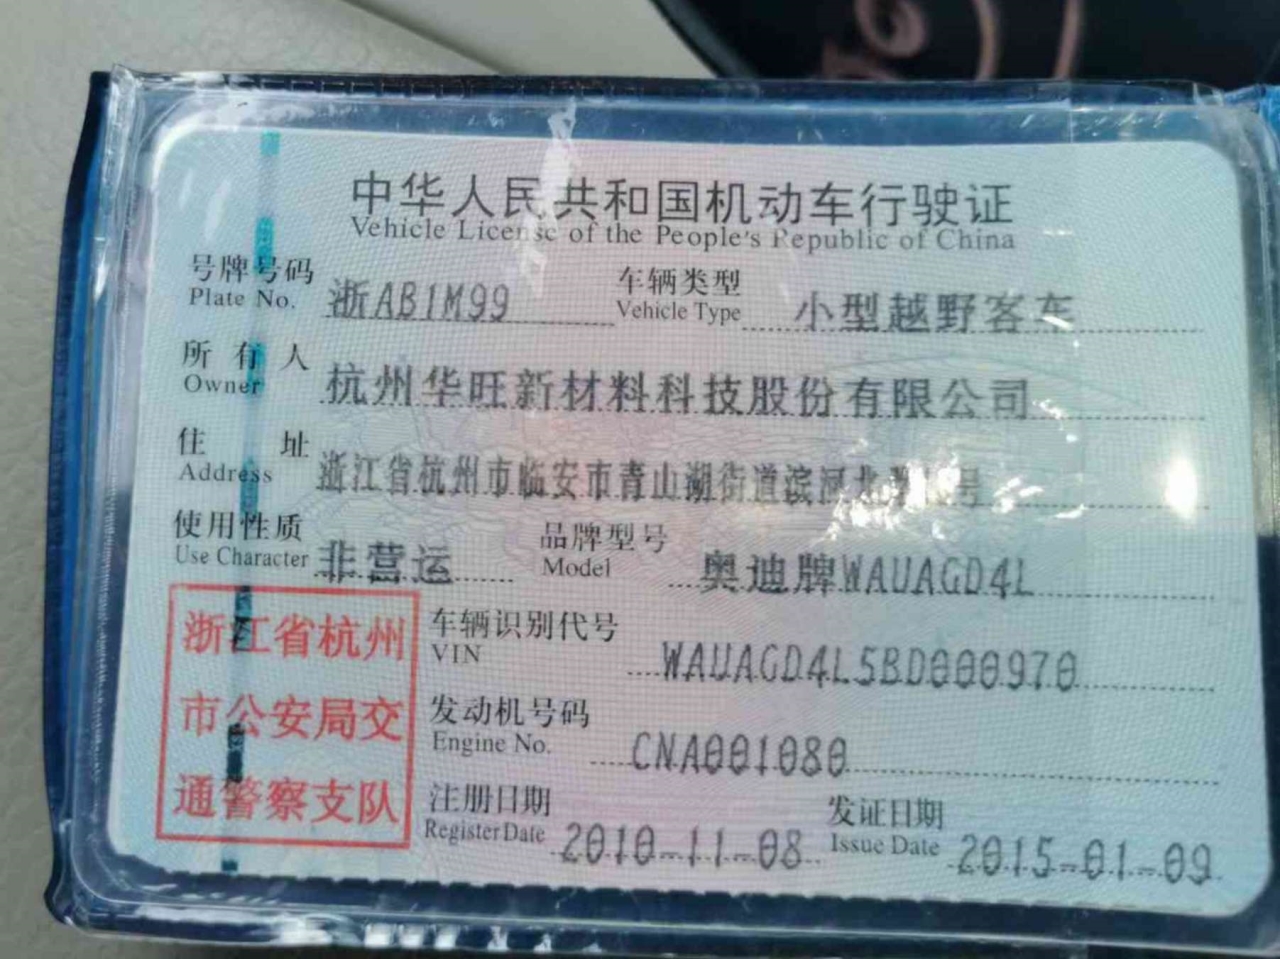 中华人民共和国机动车行驶证
Vehicle License of the People's Republic of China
号牌号码 浙AB1M99 车辆类型 小型越野客车
Plate No. Vehicle Type
所有人 杭州华旺新材料科技股份有限公司
Owner
住址 浙江省杭州市临安市青山湖街道滨河北 号
Address
使用性质 非营运 品牌型号 奥迪牌WAUAGD4L
Use Character Model
浙江省杭州
市公安局交
通警察支队
车辆识别代号 WAUAGD4L5BD000970
VIN
发动机号码 CNA001080
Engine No.
注册日期 2010-11-08 发证日期 2015-01-09
Register Date Issue Date